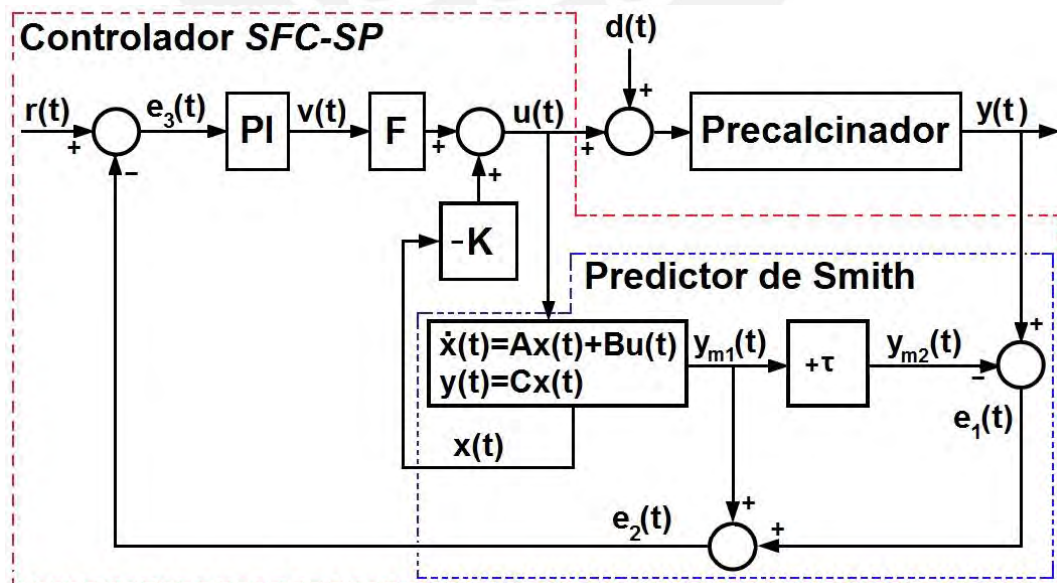 Controlador SFC-SP
d(t)
+
r(t)
+
−
e3(t)
PI
v(t)
F
+
+
u(t)
+
Precalcinador
y(t)
−K
Predictor de Smith
ẋ(t)=Ax(t)+Bu(t)
y(t)=Cx(t)
ym1(t)
+τ
ym2(t)
+
−
e1(t)
x(t)
e2(t)
+
+